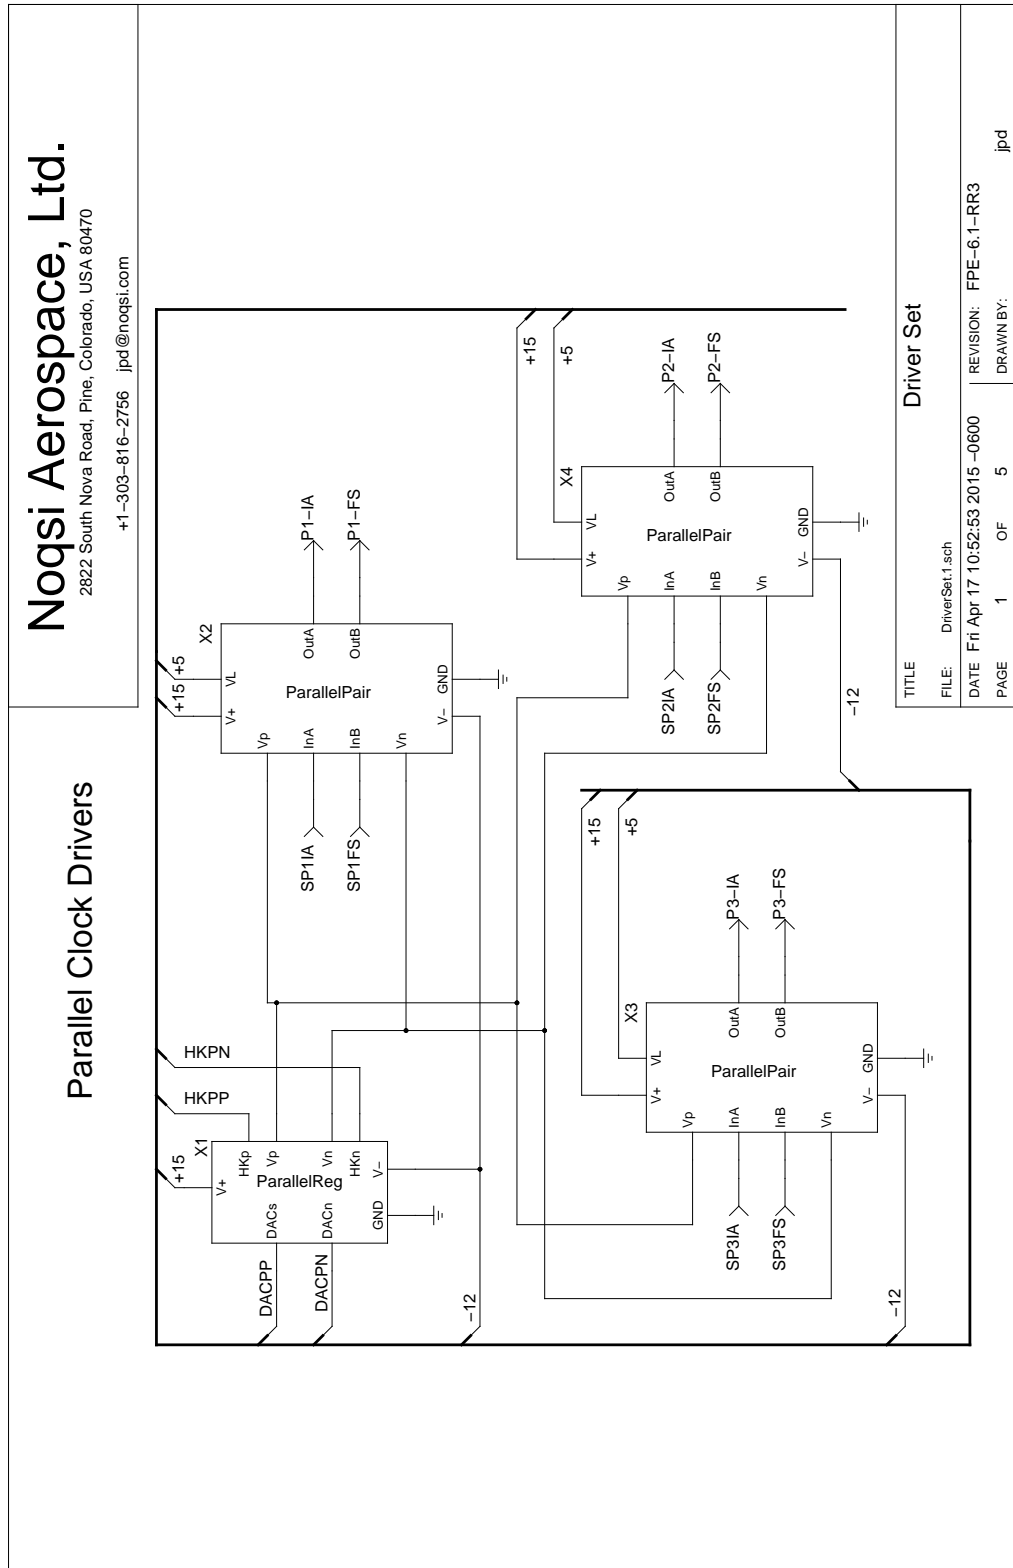 Noqsi Aerospace, Ltd.
2822 South Nova Road, Pine, Colorado, USA 80470
+1−303−816−2756 jpd@noqsi.com
Parallel Clock Drivers
+15
X1
V+
HKPP
HKPN
DACPP
DACs
HKp
Vp
ParallelReg
DACPN
DACn
Vn
HKn
GND
V−
−12
+15
+5
X2
V+
VL
Vp
SP1IA
InA
OutA
P1−IA
ParallelPair
SP1FS
InB
OutB
P1−FS
Vn
V−
GND
+15
+5
X3
V+
VL
Vp
SP3IA
InA
OutA
P3−IA
ParallelPair
SP3FS
InB
OutB
P3−FS
Vn
V−
GND
−12
+15
+5
X4
V+
VL
Vp
SP2IA
InA
OutA
P2−IA
ParallelPair
SP2FS
InB
OutB
P2−FS
Vn
V−
GND
−12
TITLE
Driver Set
FILE: DriverSet.1.sch
DATE Fri Apr 17 10:52:53 2015 −0600
REVISION: FPE−6.1−RR3
PAGE 1 OF 5
DRAWN BY: jpd